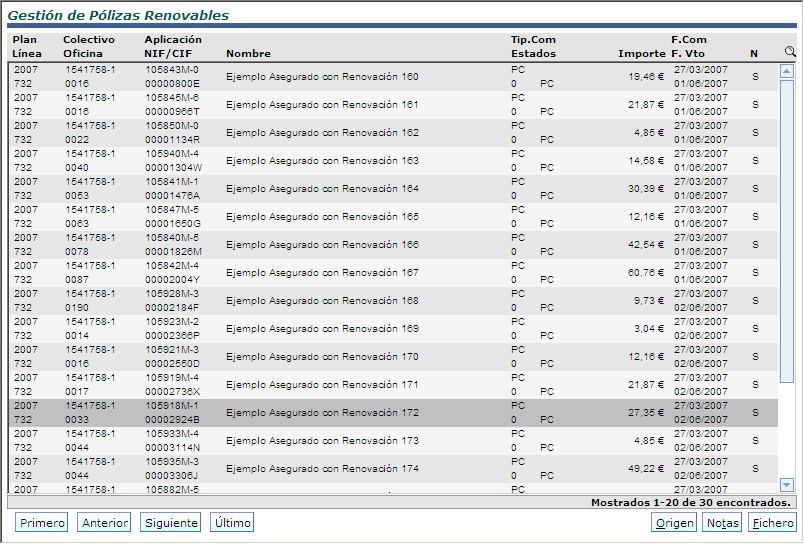 Gestión de Pólizas Renovables
Plan Colectivo Aplicación Tip.Com F.Com
Línea Oficina NIF/CIF Nombre Estados Importe F. Vto N
2007 1541758-1 105843M-0 PC 27/03/2007
732 0016 00000800E Ejemplo Asegurado con Renovación 160 0 PC 19,46 € 01/06/2007 S
2007 1541758-1 105845M-6 PC 27/03/2007
732 0016 00000966T Ejemplo Asegurado con Renovación 161 0 PC 21,87 € 01/06/2007 S
2007 1541758-1 105850M-0 PC 27/03/2007
732 0022 00001134R Ejemplo Asegurado con Renovación 162 0 PC 4,85 € 01/06/2007 S
2007 1541758-1 105940M-4 PC 27/03/2007
732 0040 00001304W Ejemplo Asegurado con Renovación 163 0 PC 14,58 € 01/06/2007 S
2007 1541758-1 105841M-1 PC 27/03/2007
732 0053 00001476A Ejemplo Asegurado con Renovación 164 0 PC 30,39 € 01/06/2007 S
2007 1541758-1 105847M-5 PC 27/03/2007
732 0063 00001650G Ejemplo Asegurado con Renovación 165 0 PC 12,16 € 01/06/2007 S
2007 1541758-1 105840M-5 PC 27/03/2007
732 0078 00001826M Ejemplo Asegurado con Renovación 166 0 PC 42,54 € 02/06/2007 S
2007 1541758-1 105842M-4 PC 27/03/2007
732 0087 00002004Y Ejemplo Asegurado con Renovación 167 0 PC 60,76 € 01/06/2007 S
2007 1541758-1 105928M-3 PC 27/03/2007
732 0190 00002184F Ejemplo Asegurado con Renovación 168 0 PC 9,73 € 02/06/2007 S
2007 1541758-1 105923M-2 PC 27/03/2007
732 0014 00002366P Ejemplo Asegurado con Renovación 169 0 PC 3,04 € 02/06/2007 S
2007 1541758-1 105921M-3 PC 27/03/2007
732 0016 00002550D Ejemplo Asegurado con Renovación 170 0 PC 12,16 € 02/06/2007 S
2007 1541758-1 105919M-4 PC 27/03/2007
732 0017 00002736X Ejemplo Asegurado con Renovación 171 0 PC 21,87 € 02/06/2007 S
2007 1541758-1 105918M-1 PC 27/03/2007
732 0033 00002924B Ejemplo Asegurado con Renovación 172 0 PC 27,35 € 02/06/2007 S
2007 1541758-1 105933M-4 PC 27/03/2007
732 0044 00003114N Ejemplo Asegurado con Renovación 173 0 PC 4,85 € 02/06/2007 S
2007 1541758-1 105935M-3 PC 27/03/2007
732 0044 00003306J Ejemplo Asegurado con Renovación 174 0 PC 49,22 € 02/06/2007 S
2007 1541758-1 105882M-5 PC 27/03/2007
Mostrados 1-20 de 30 encontrados.
Primero Anterior Siguiente Último Origen Notas Fichero